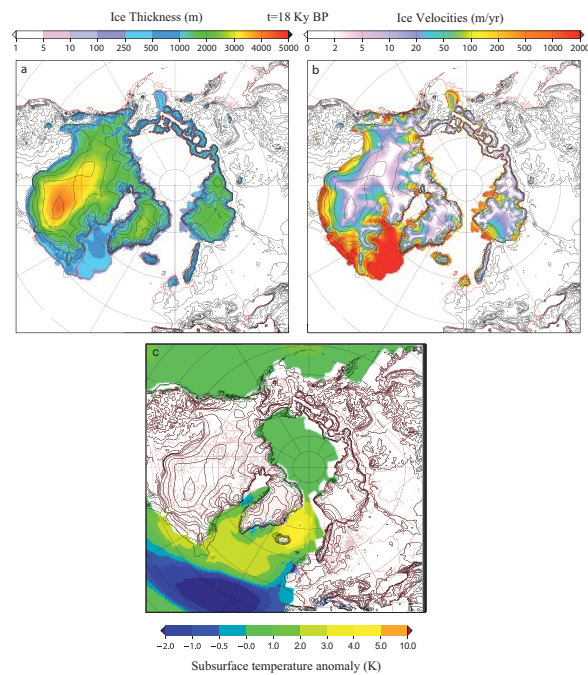 Ice Thickness (m) t=18 Ky BP Ice Velocities (m/yr)
1 5 10 100 250 500 1000 2000 3000 4000 5000
0 2 5 10 20 50 100 200 500 1000 2000
a
b
c
−2.0 −1.0 −0.5 −0.0 1.0 2.0 3.0 4.0 5.0 10.0
Subsurface temperature anomaly (K)